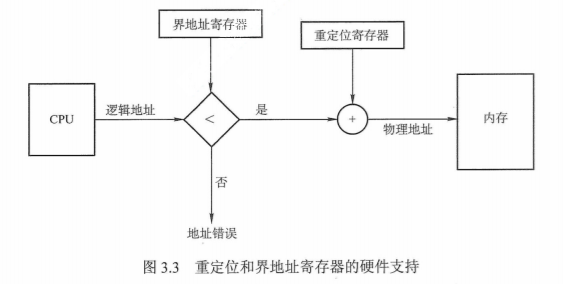 界地址寄存器
重定位寄存器
CPU
逻辑地址
<
是
+
物理地址
内存
否
地址错误
图 3.3 重定位和界地址寄存器的硬件支持